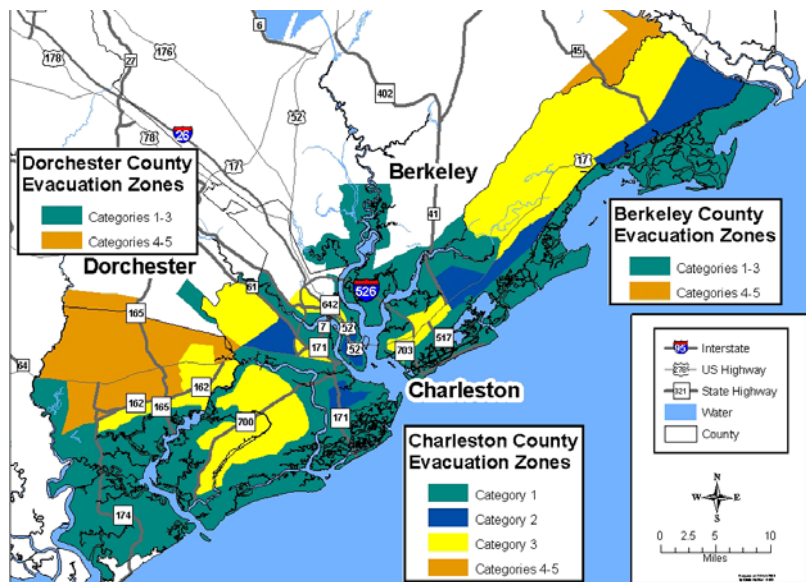 6
176
178
27
45
402
52
78
26
17
Dorchester County
Evacuation Zones
Categories 1-3
Categories 4-5
Berkeley
17
41
Berkeley County
Evacuation Zones
Categories 1-3
Categories 4-5
Dorchester
61
526
642
165
7
52
52
171
703
517
64
162
162
165
700
171
174
Charleston
Charleston County
Evacuation Zones
Category 1
Category 2
Category 3
Categories 4-5
95 Interstate
278 US Highway
321 State Highway
Water
County
N
W E
S
0 5 10
Miles